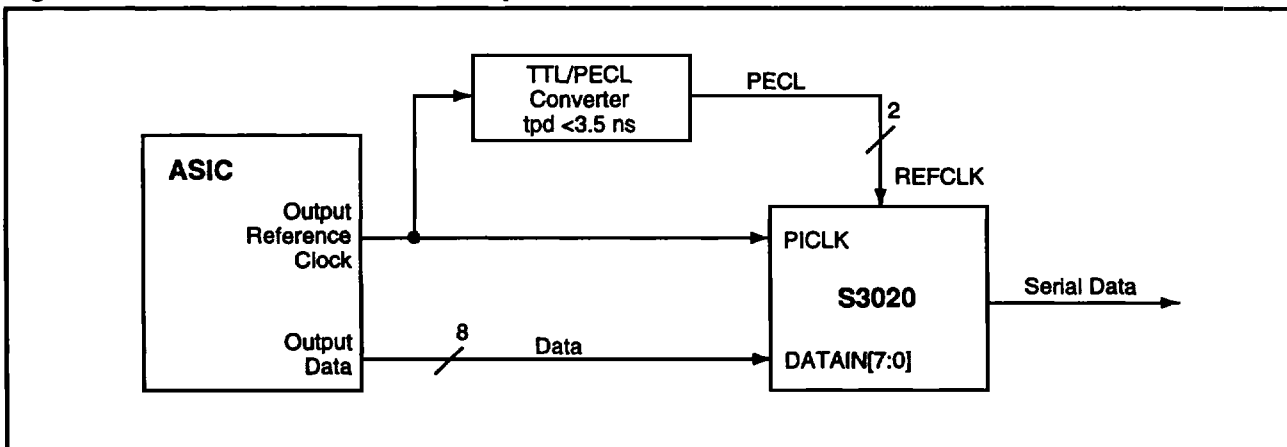 TTL/PECL
Converter
tpd <3.5 ns
PECL
2
REFCLK
ASIC
Output
Reference
Clock
PICLK
S3020
Serial Data
Output
Data
8
Data
DATAIN[7:0]